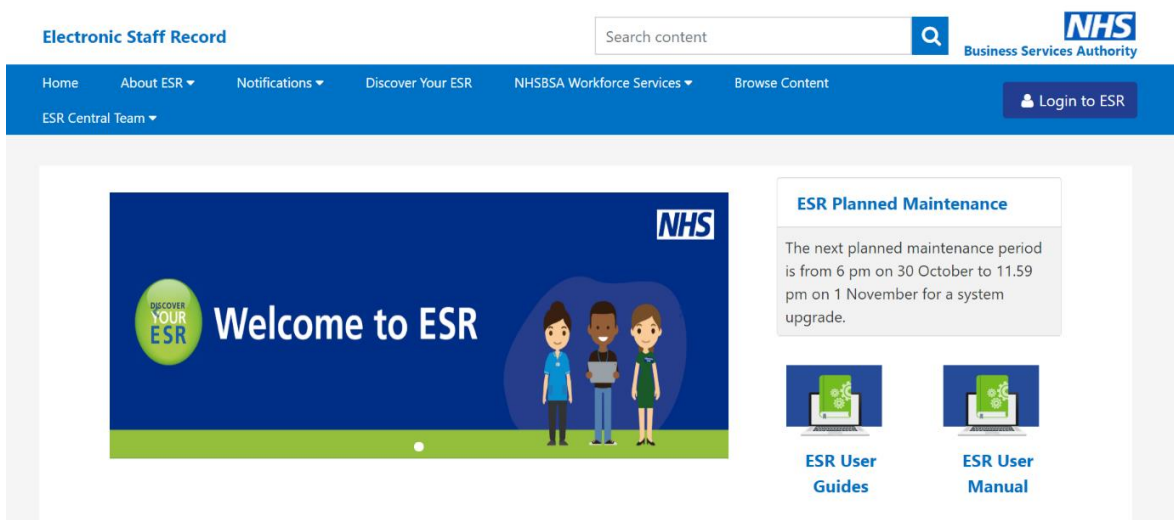 Electronic Staff Record
Search content
NHS
Business Services Authority
Home
About ESR
Notifications
Discover Your ESR
NHSBSA Workforce Services
Browse Content
ESR Central Team
Login to ESR
NHS
DISCOVER
YOUR
ESR
Welcome to ESR
ESR Planned Maintenance
The next planned maintenance period
is from 6 pm on 30 October to 11.59
pm on 1 November for a system
upgrade.
ESR User
Guides
ESR User
Manual